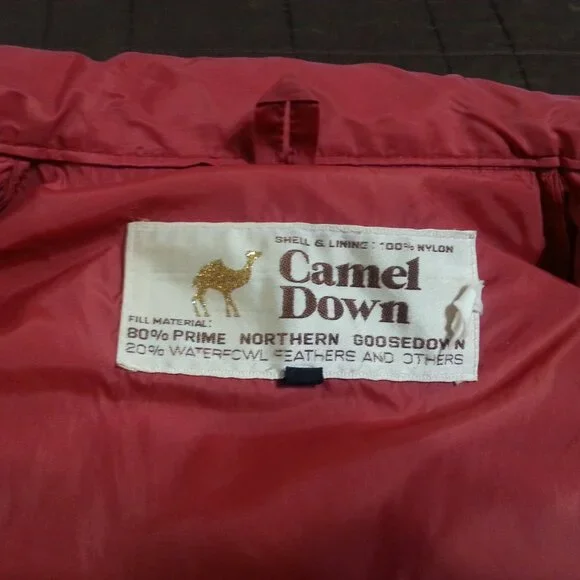 SHELL & LINING : 100% NYLON
Camel
Down
FILL MATERIAL:
80% PRIME NORTHERN GOOSEDOWN
20% WATERFOWL FEATHERS AND OTHERS